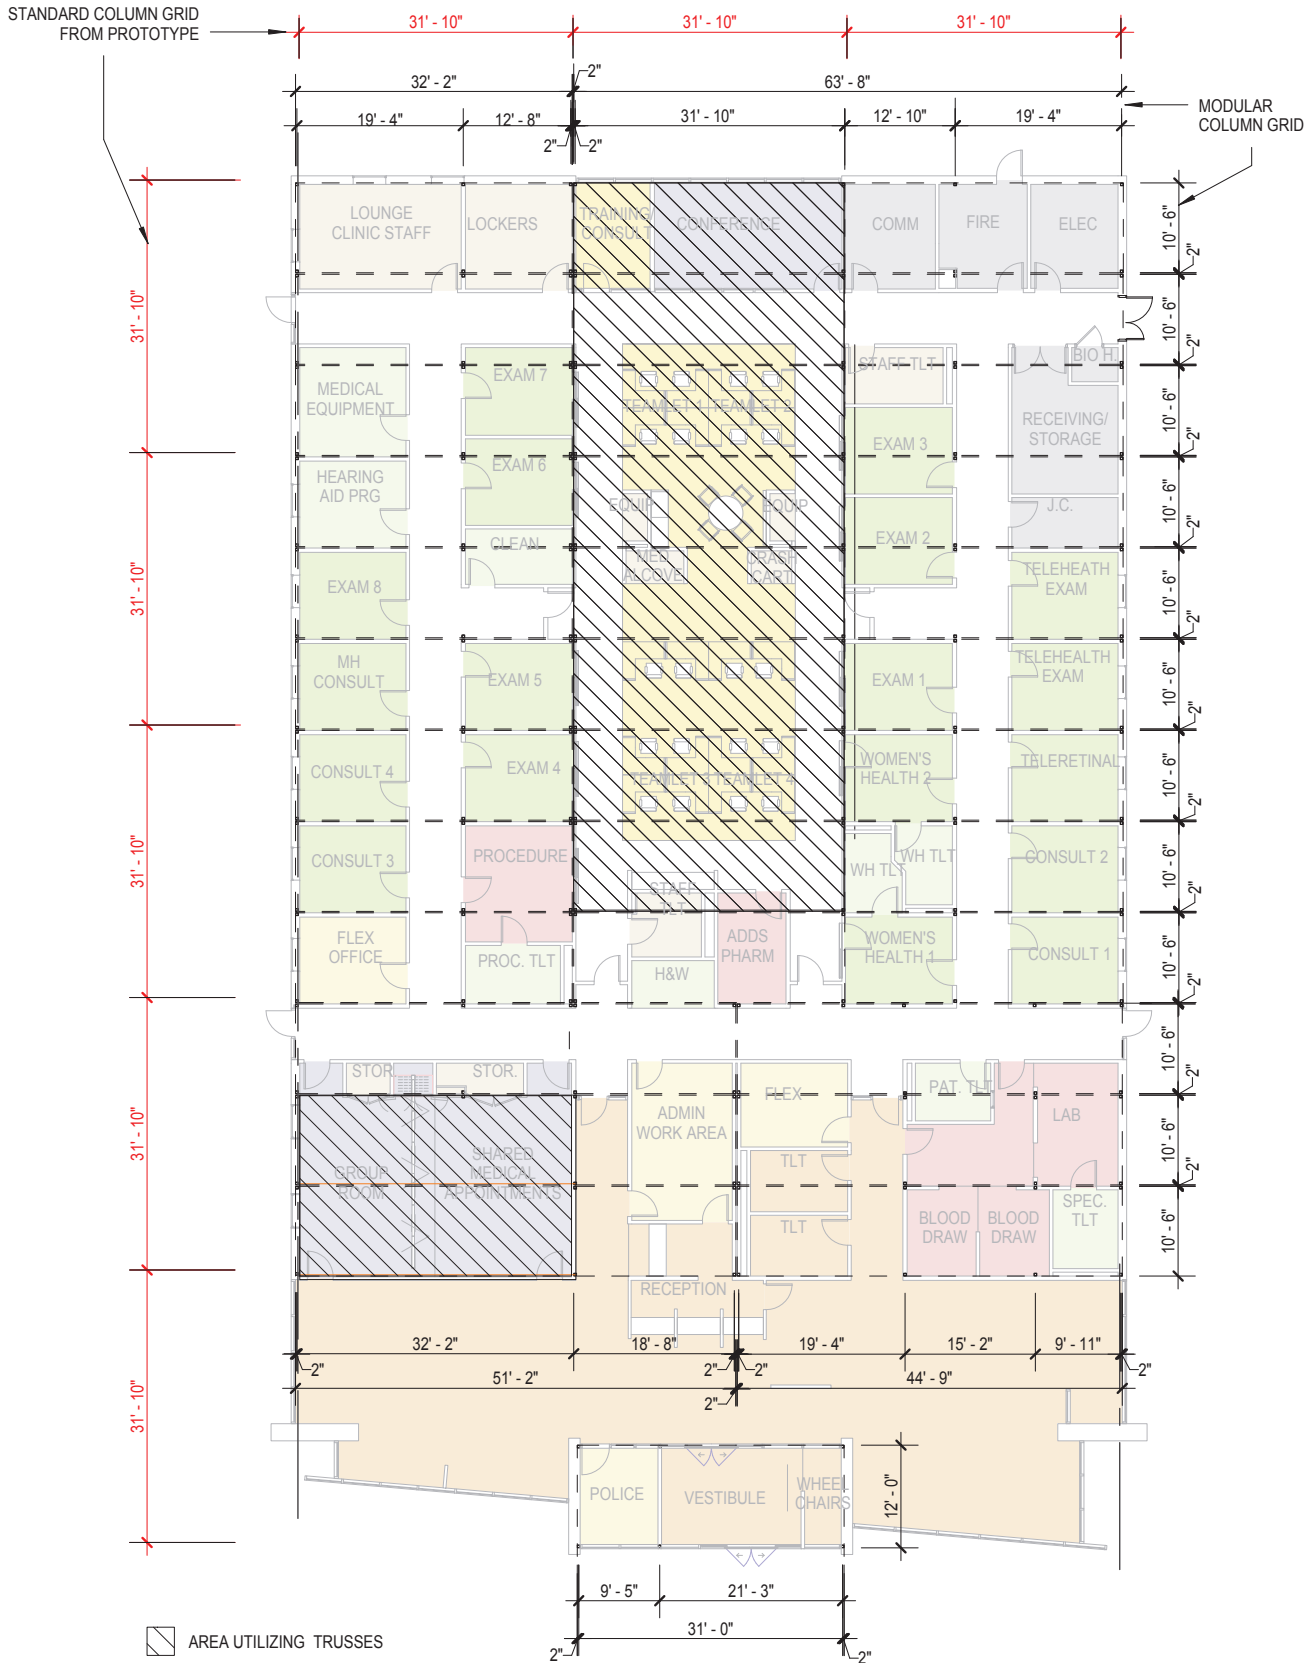 STANDARD COLUMN GRID
FROM PROTOTYPE
31' - 10"
31' - 10"
31' - 10"
32' - 2"
2"
63' - 8"
MODULAR
COLUMN GRID
19' - 4"
12' - 8"
31' - 10"
12' - 10"
19' - 4"
2"
2"
LOUNGE
CLINIC STAFF
LOCKERS
TRAINING/
CONSULT
CONFERENCE
COMM
FIRE
ELEC
10' - 6"
2"
31' - 10"
10' - 6"
2"
MEDICAL
EQUIPMENT
EXAM 7
TEAMLET 1
TEAMLET 2
STAFF TLT
BIO H.
RECEIVING/
STORAGE
10' - 6"
2"
EXAM 3
HEARING
AID PRG
EXAM 6
EQUIP
EQUIP
J.C.
10' - 6"
2"
CLEAN
MED
ALCOVE
CRASH
CART
EXAM 2
31' - 10"
EXAM 8
TELEHEATH
EXAM
10' - 6"
2"
MH
CONSULT
EXAM 5
EXAM 1
TELEHEALTH
EXAM
10' - 6"
2"
CONSULT 4
EXAM 4
TEAMLET 3
TEAMLET 4
WOMEN'S
HEALTH 2
TELERETINAL
10' - 6"
2"
31' - 10"
CONSULT 3
PROCEDURE
WH TLT
WH TLT
CONSULT 2
10' - 6"
2"
STAFF
TLT
FLEX
OFFICE
PROC. TLT
H&W
ADDS
PHARM
WOMEN'S
HEALTH 1
CONSULT 1
10' - 6"
2"
10' - 6"
2"
STOR.
STOR.
31' - 10"
ADMIN
WORK AREA
FLEX
PAT. TLT
LAB
10' - 6"
2"
GROUP
ROOM
SHARED
MEDICAL
APPOINTMENTS
TLT
TLT
BLOOD
DRAW
BLOOD
DRAW
SPEC.
TLT
10' - 6"
RECEPTION
32' - 2"
18' - 8"
19' - 4"
15' - 2"
9' - 11"
2"
2"
2"
2"
51' - 2"
44' - 9"
2"
31' - 10"
POLICE
VESTIBULE
WHEEL
CHAIRS
12' - 0"
9' - 5"
21' - 3"
31' - 0"
2"
2"
AREA UTILIZING TRUSSES